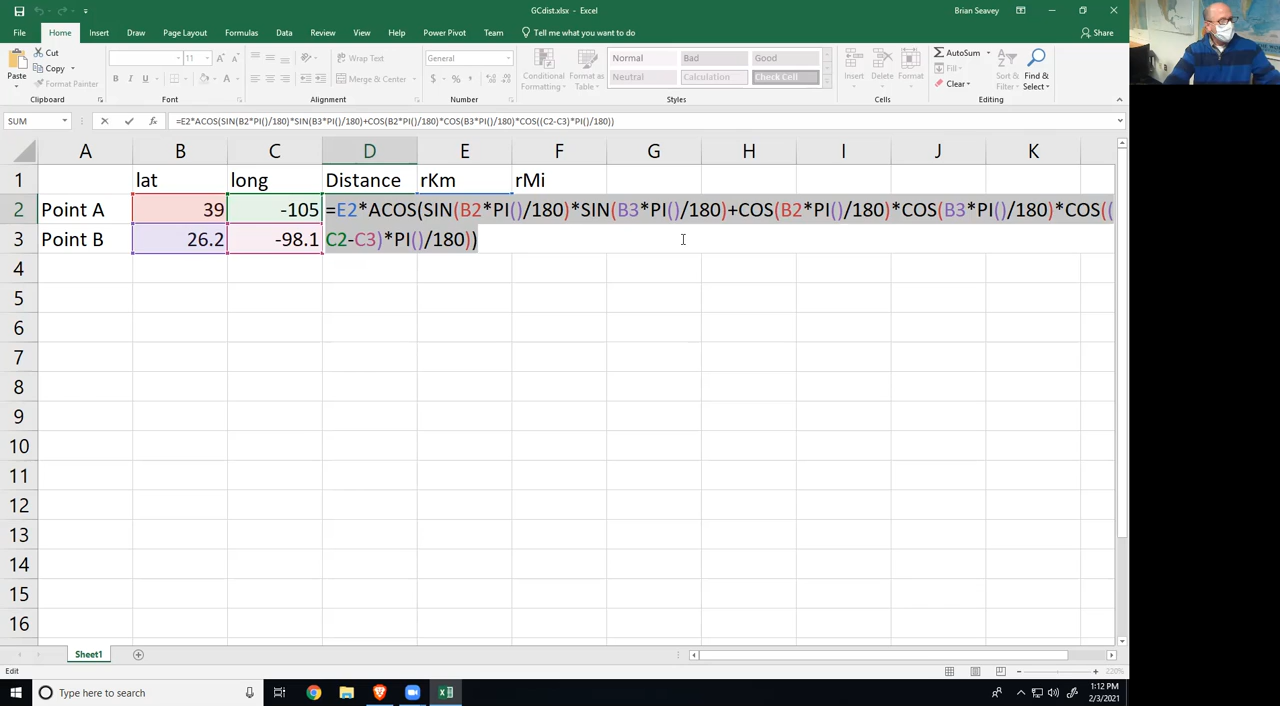 GCdist.xlsx - Excel
Brian Seavey
File Home Insert Draw Page Layout Formulas Data Review View Help Power Pivot Team Tell me what you want to do Share
Paste
Cut
Copy
Format Painter
11 A A
B I U A
Wrap Text
Merge & Center
General
$ % ,
Conditional Formatting
Format as Table
Normal Bad Good
Neutral Calculation Check Cell
Insert Delete Format
AutoSum
Fill
Clear
Sort & Filter
Find & Select
Clipboard Font Alignment Number Styles Cells Editing
SUM fx =E2*ACOS(SIN(B2*PI()/180)*SIN(B3*PI()/180)+COS(B2*PI()/180)*COS(B3*PI()/180)*COS((C2-C3)*PI()/180))
A B C D E F G H I J K
1 lat long Distance rKm rMi
2 Point A 39 -105 =E2*ACOS(SIN(B2*PI()/180)*SIN(B3*PI()/180)+COS(B2*PI()/180)*COS(B3*PI()/180)*COS((
3 Point B 26.2 -98.1 C2-C3)*PI()/180))
4
5
6
7
8
9
10
11
12
13
14
15
16
Sheet1
Edit 220%
Type here to search
1:12 PM
2/3/2021